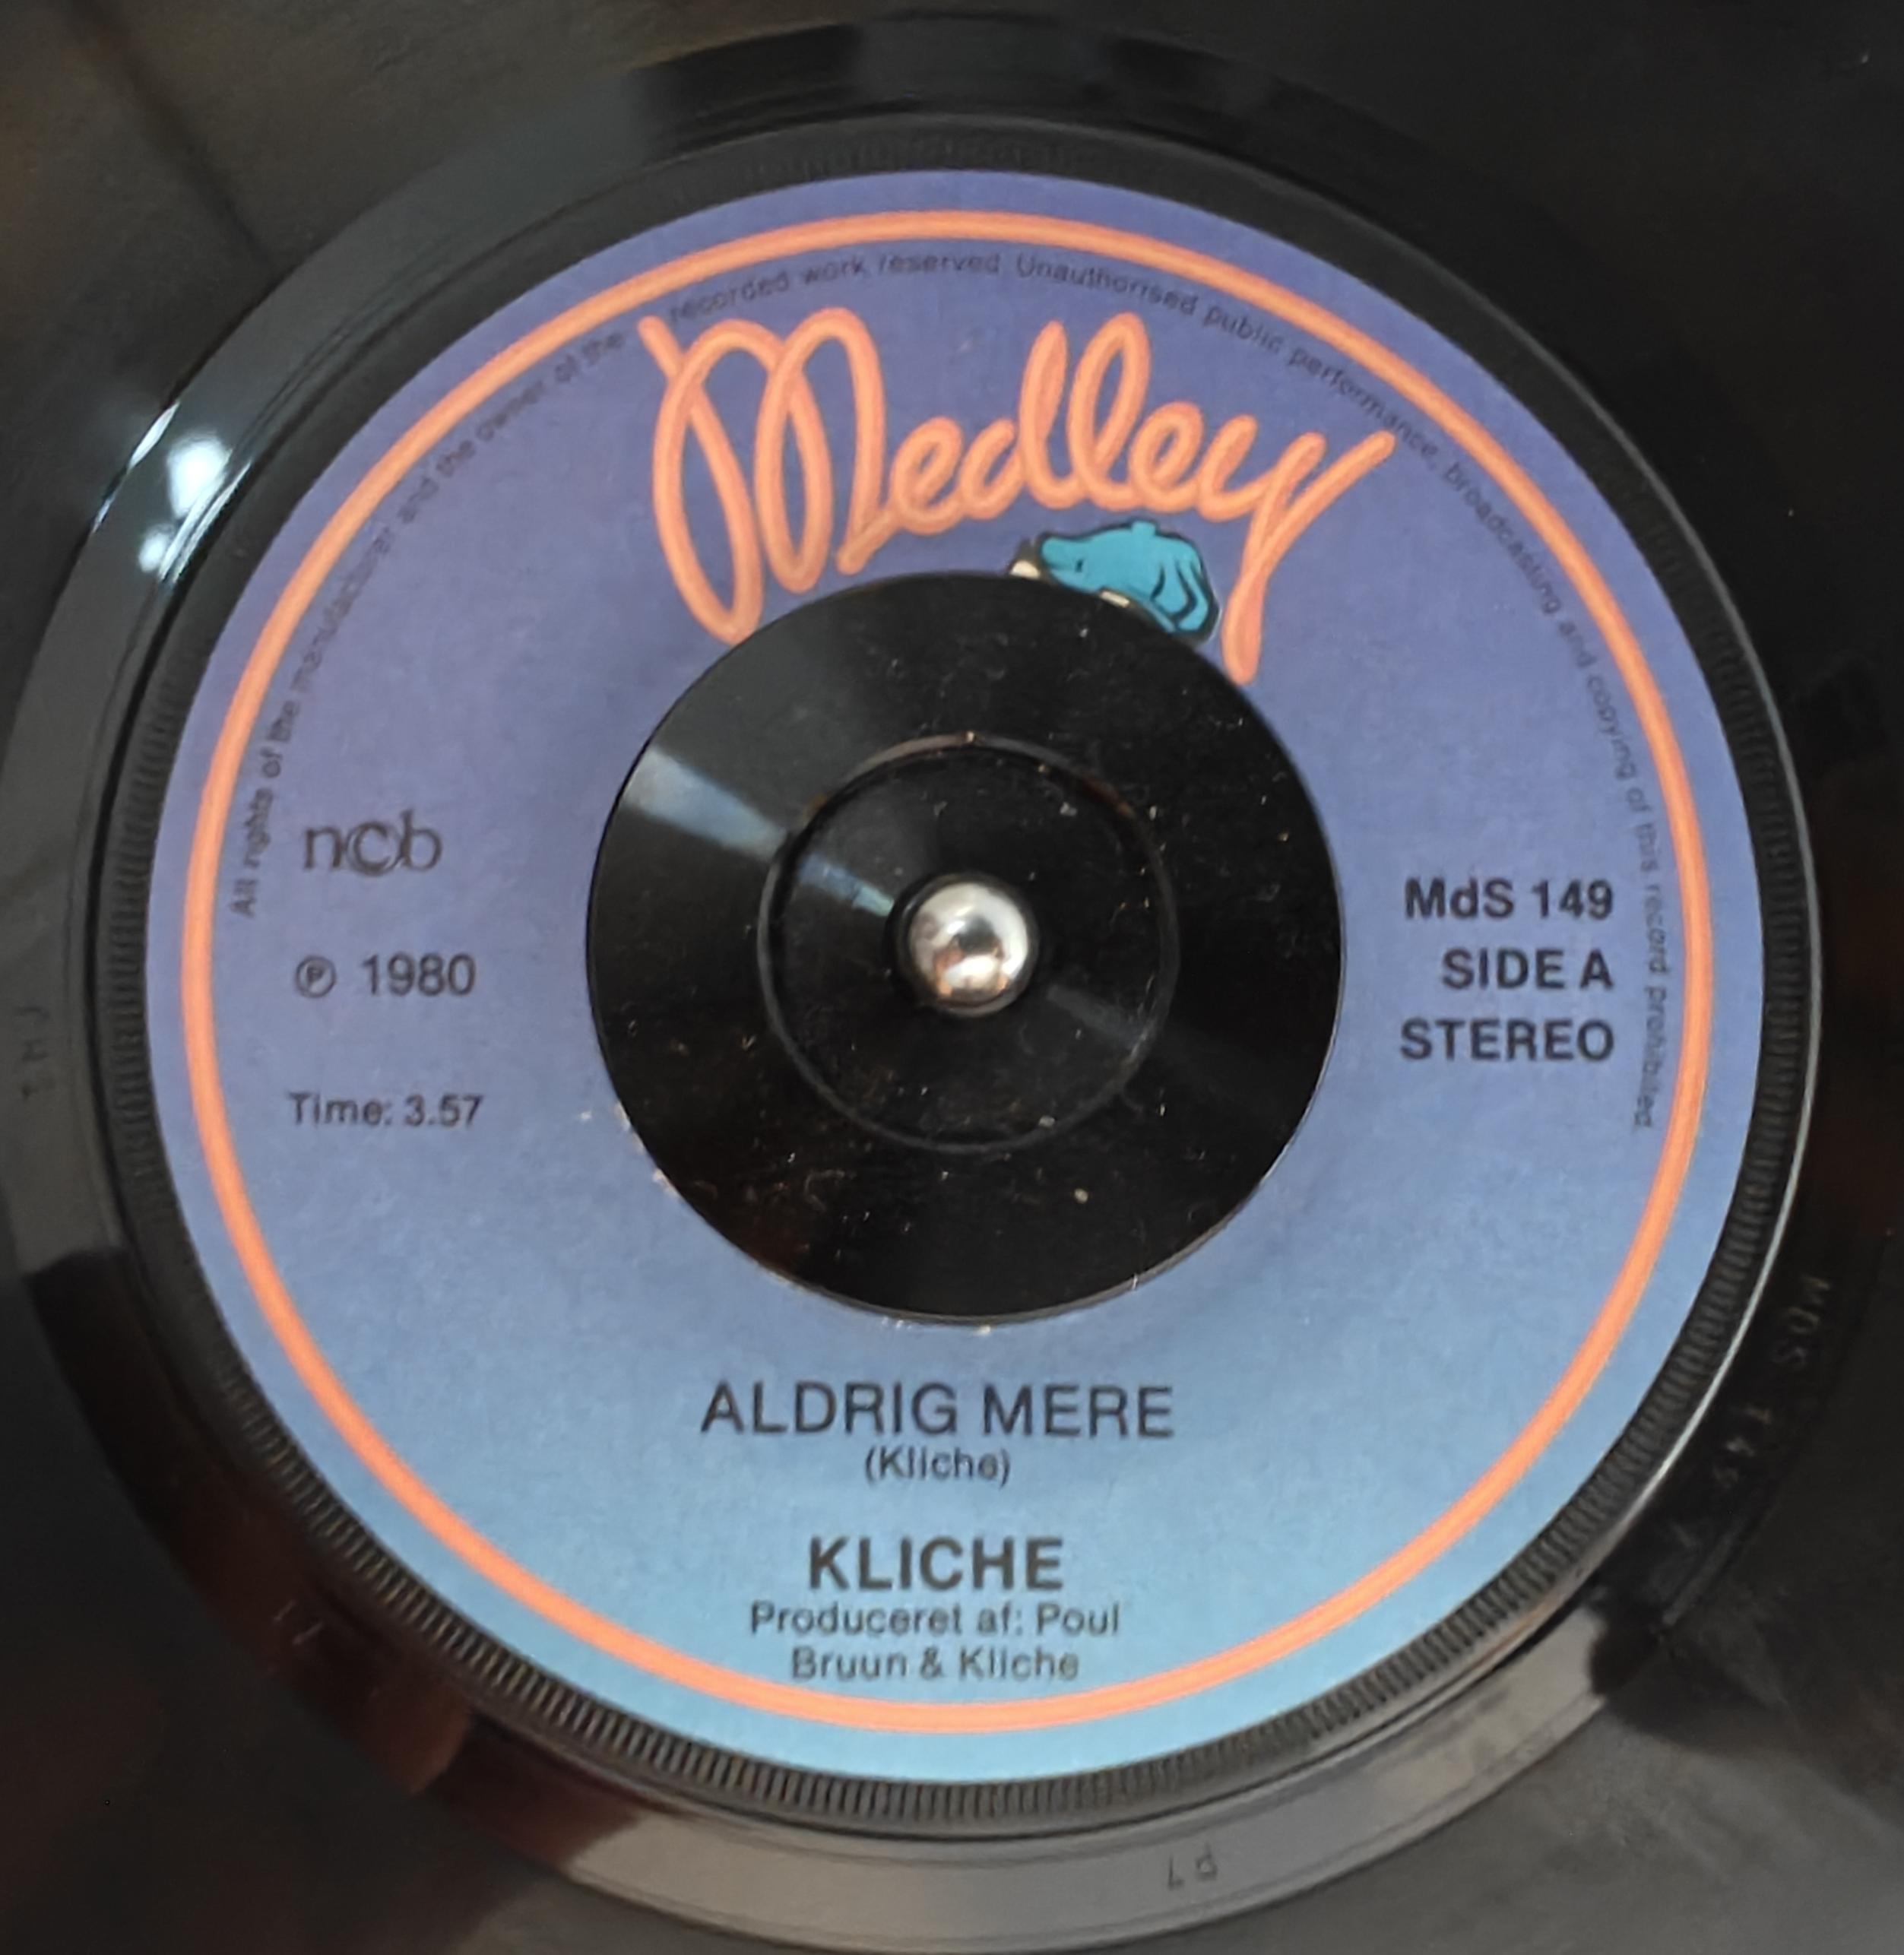 All rights of the manufacturer and the owner of the recorded work reserved Unauthorised public performance, broadcasting and copying of this record prohibited
Medley
ncb
℗ 1980
Time: 3.57
MdS 149
SIDE A
STEREO
ALDRIG MERE
(Kliche)
KLICHE
Produceret af: Poul
Bruun & Kliche